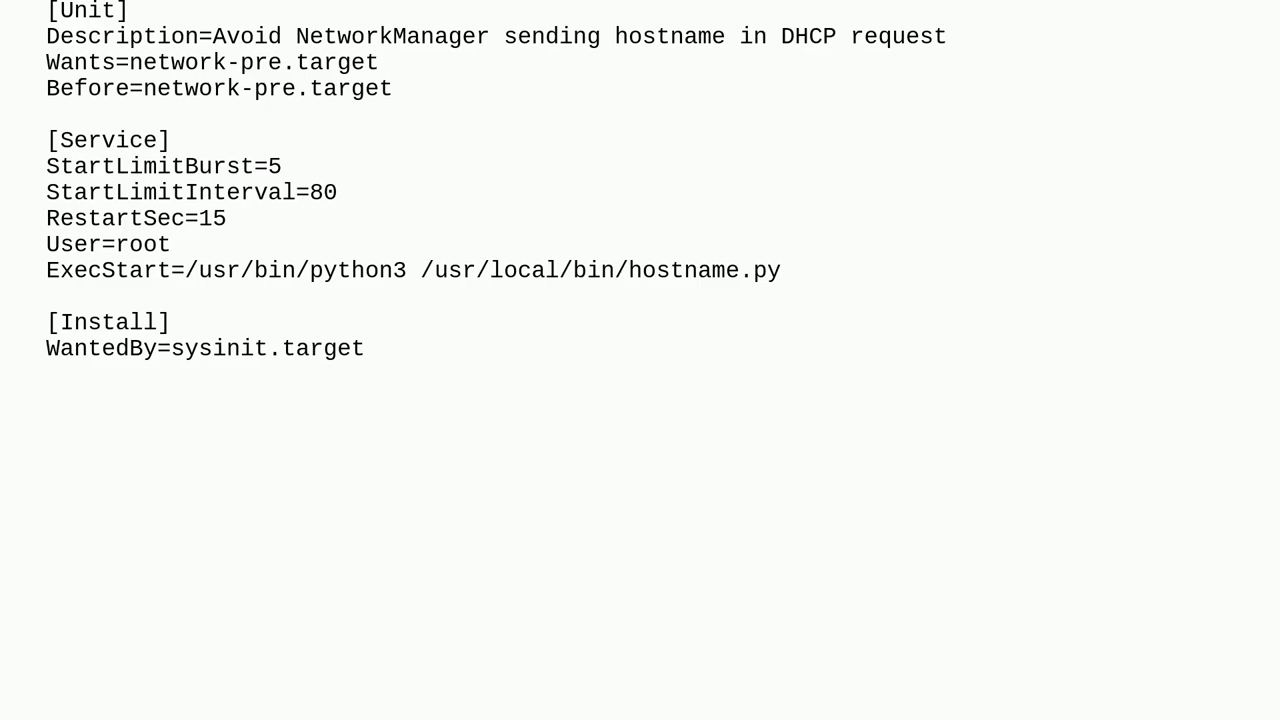 [Unit]
Description=Avoid NetworkManager sending hostname in DHCP request
Wants=network-pre.target
Before=network-pre.target

[Service]
StartLimitBurst=5
StartLimitInterval=80
RestartSec=15
User=root
ExecStart=/usr/bin/python3 /usr/local/bin/hostname.py

[Install]
WantedBy=sysinit.target